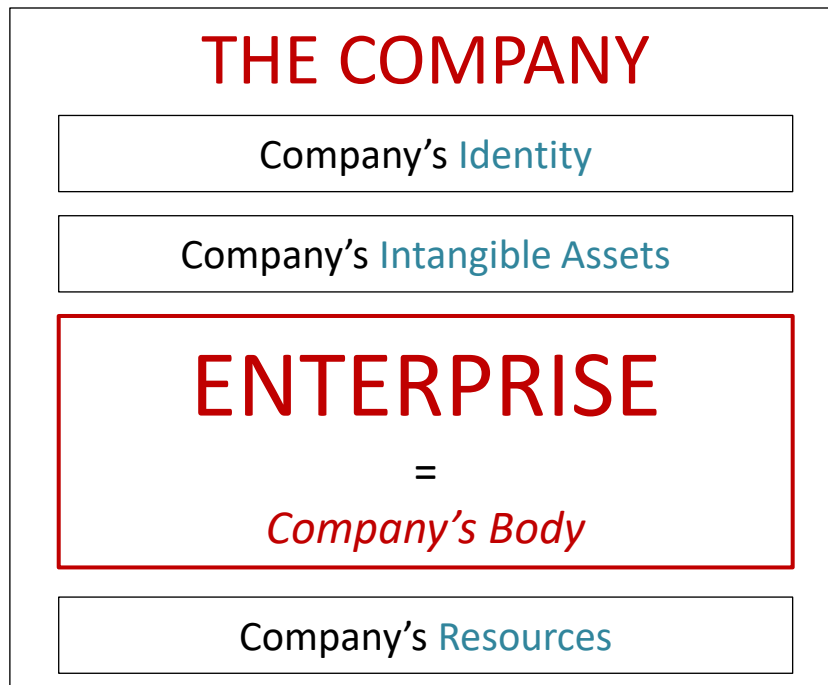 THE COMPANY
Company’s Identity
Company’s Intangible Assets
ENTERPRISE
=
Company’s Body
Company’s Resources